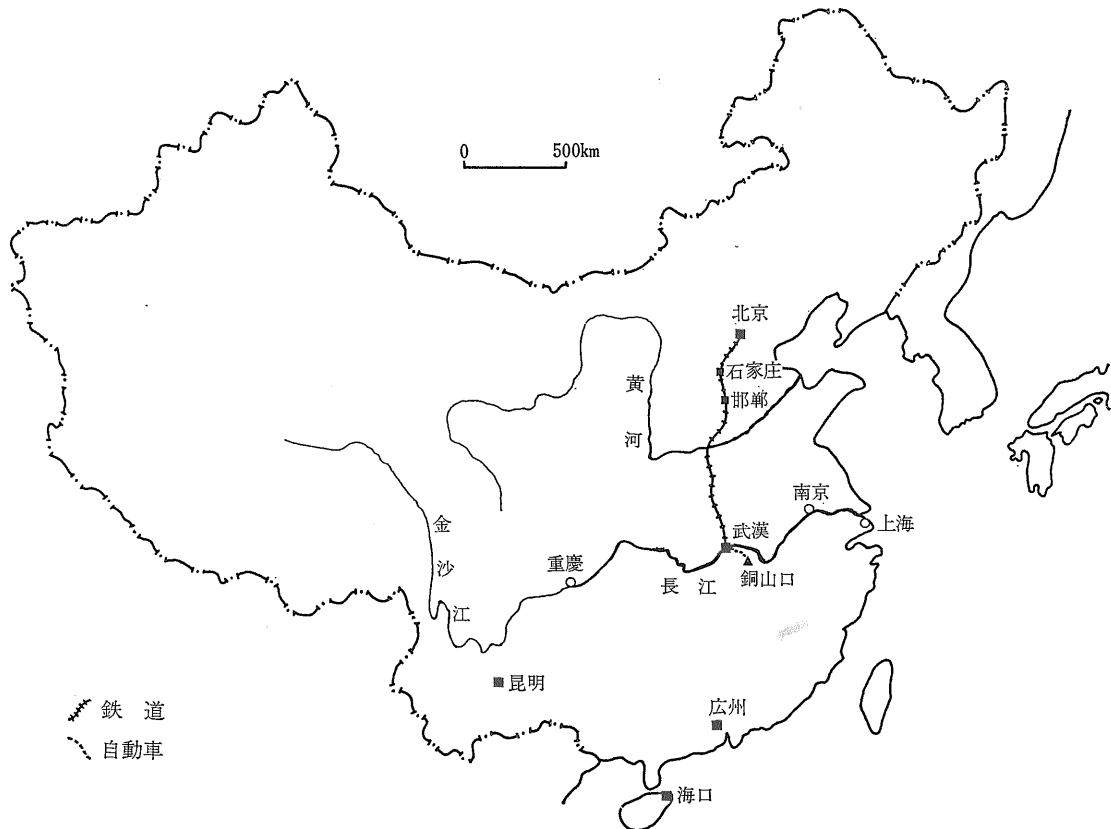 0 500km
北京
石家庄
邯鄲
黄河
南京
上海
武漢
銅山口
長江
重慶
金沙江
昆明
広州
海口
鉄道
自動車